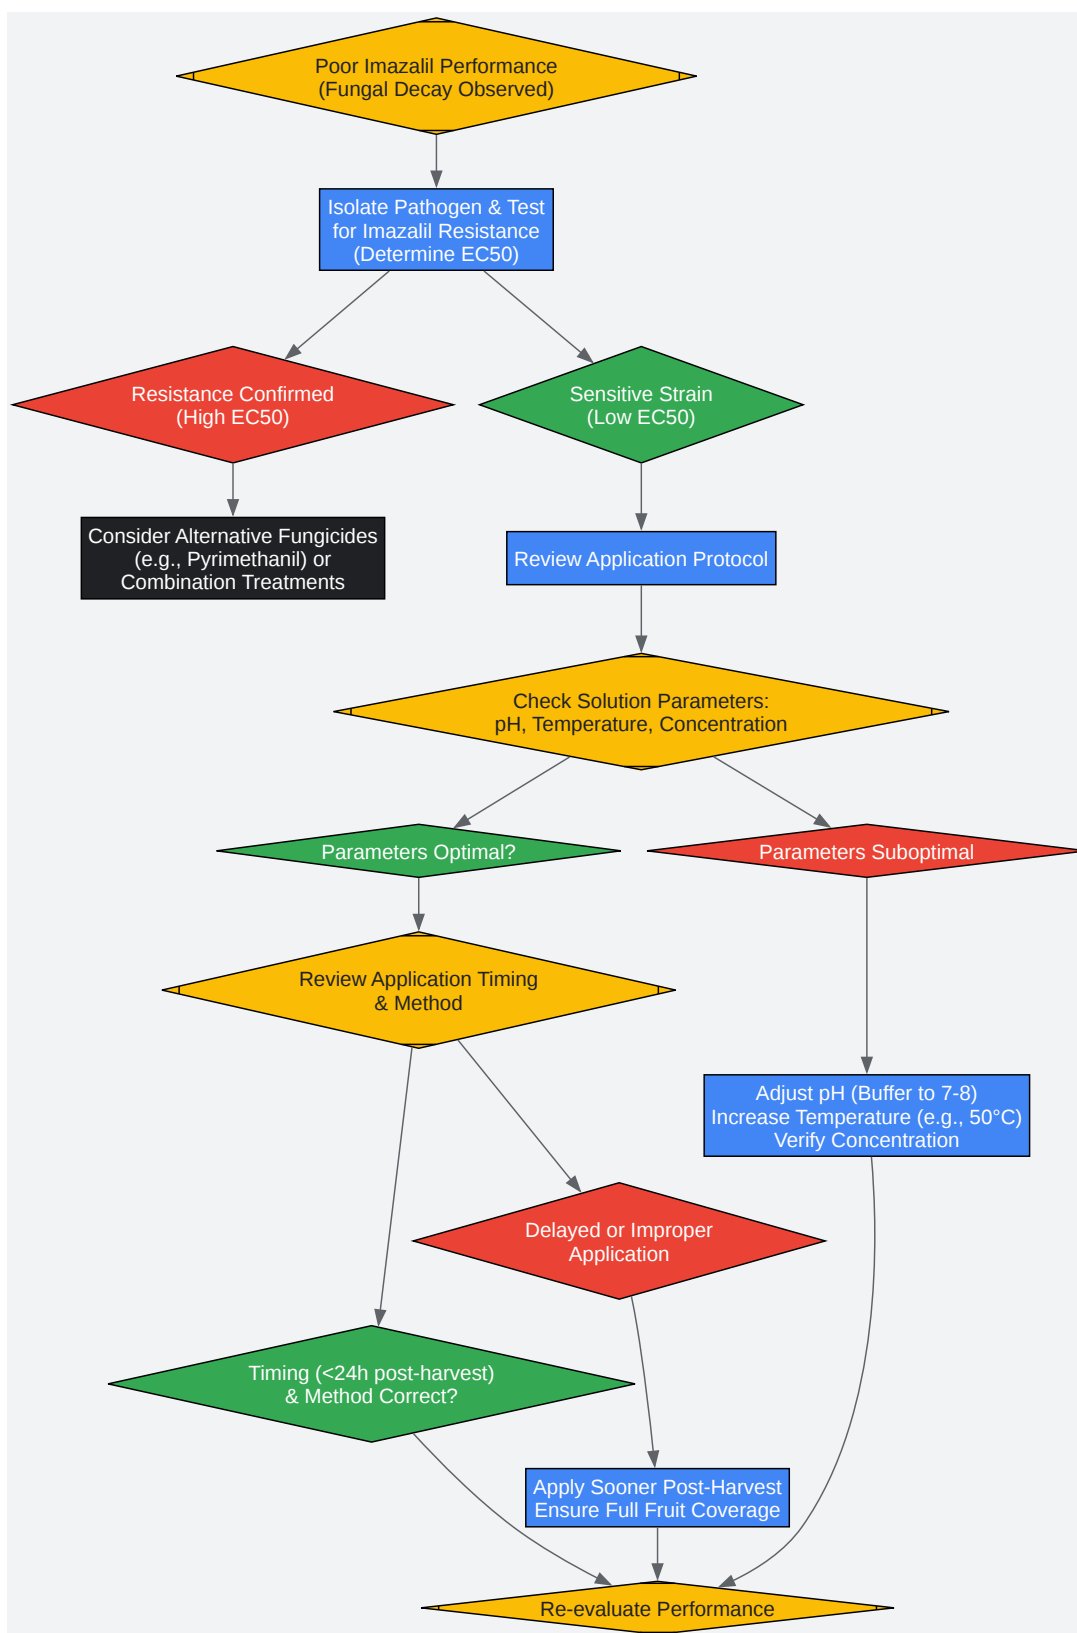 Poor Imazalil Performance
(Fungal Decay Observed)
Isolate Pathogen & Test
for Imazalil Resistance
(Determine EC50)
Resistance Confirmed
(High EC50)
Sensitive Strain
(Low EC50)
Consider Alternative Fungicides
(e.g., Pyrimethanil) or
Combination Treatments
Review Application Protocol
Check Solution Parameters:
pH, Temperature, Concentration
Parameters Optimal?
Parameters Suboptimal
Review Application Timing
& Method
Adjust pH (Buffer to 7-8)
Increase Temperature (e.g., 50°C)
Verify Concentration
Delayed or Improper
Application
Timing (<24h post-harvest)
& Method Correct?
Apply Sooner Post-Harvest
Ensure Full Fruit Coverage
Re-evaluate Performance